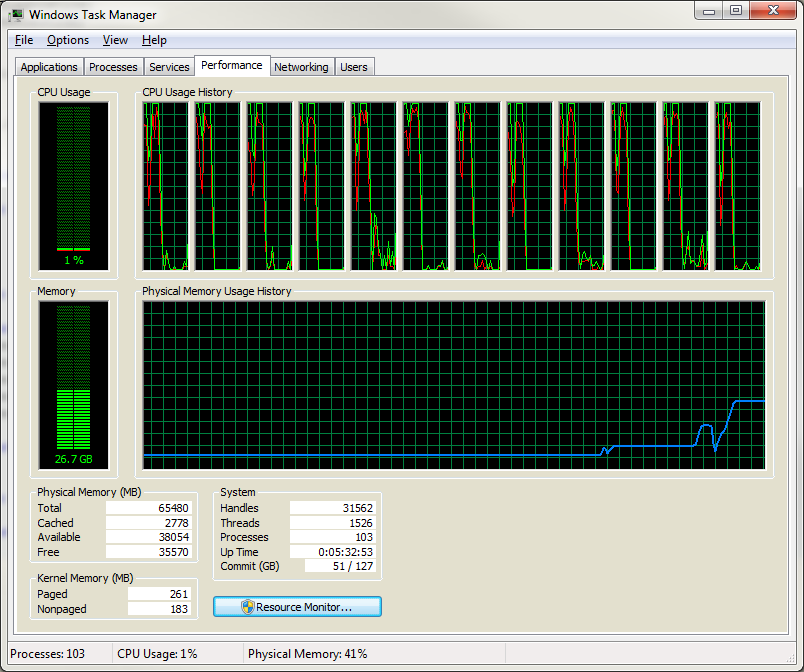 Windows Task Manager
File Options View Help
Applications Processes Services Performance Networking Users
CPU Usage CPU Usage History
1 %
Memory Physical Memory Usage History
26.7 GB
Physical Memory (MB) System
Total 65480 Handles 31562
Cached 2778 Threads 1526
Available 38054 Processes 103
Free 35570 Up Time 0:05:32:53
Commit (GB) 51 / 127
Kernel Memory (MB)
Paged 261
Nonpaged 183
Resource Monitor...
Processes: 103 CPU Usage: 1% Physical Memory: 41%